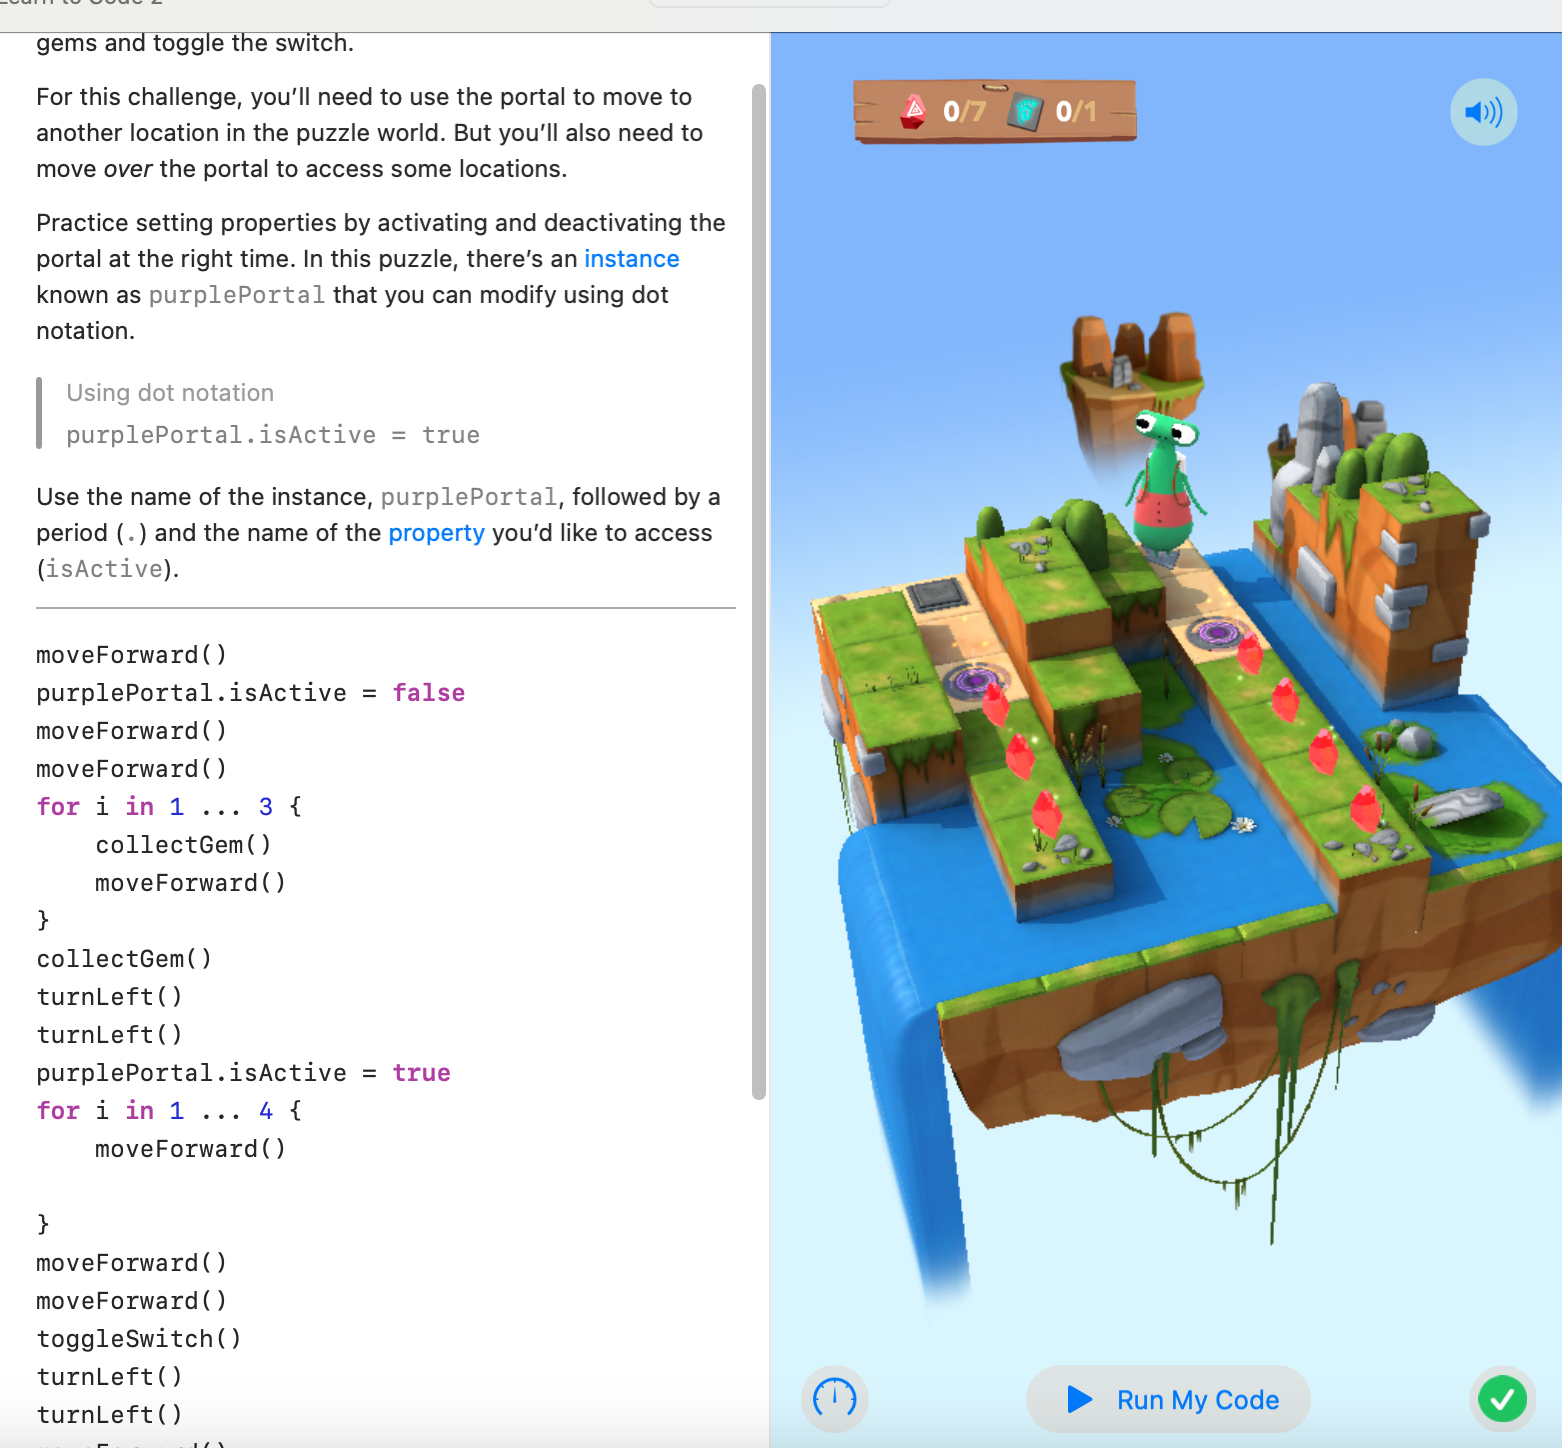 gems and toggle the switch.
For this challenge, you’ll need to use the portal to move to
another location in the puzzle world. But you’ll also need to
move over the portal to access some locations.
Practice setting properties by activating and deactivating the
portal at the right time. In this puzzle, there’s an instance
known as purplePortal that you can modify using dot
notation.
Using dot notation
purplePortal.isActive = true
Use the name of the instance, purplePortal, followed by a
period (.) and the name of the property you’d like to access
(isActive).
moveForward()
purplePortal.isActive = false
moveForward()
moveForward()
for i in 1 ... 3 {
    collectGem()
    moveForward()
}
collectGem()
turnLeft()
turnLeft()
purplePortal.isActive = true
for i in 1 ... 4 {
    moveForward()
}
moveForward()
moveForward()
toggleSwitch()
turnLeft()
turnLeft()
0/7 0/1
Run My Code